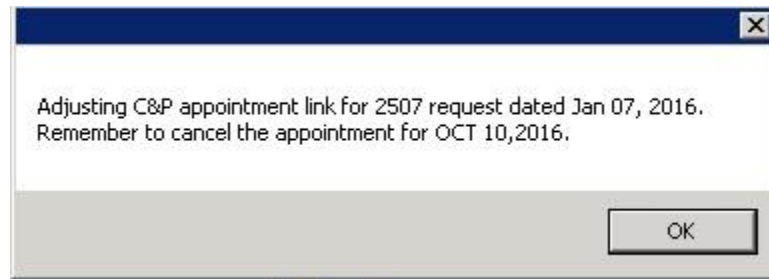 Adjusting C&P appointment link for 2507 request dated Jan 07, 2016.
Remember to cancel the appointment for OCT 10,2016.
OK